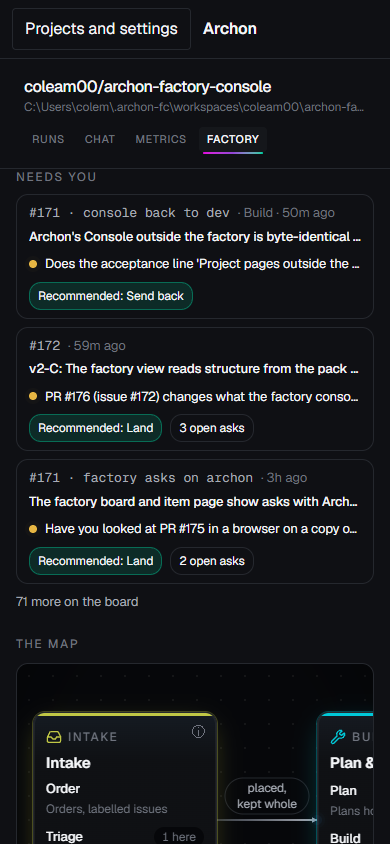 Projects and settings Archon
coleam00/archon-factory-console
C:\Users\colem\.archon-fc\workspaces\coleam00\archon-fa...
RUNS CHAT METRICS FACTORY
NEEDS YOU
#171 · console back to dev · Build · 50m ago
Archon's Console outside the factory is byte-identical ...
Does the acceptance line 'Project pages outside the ...
Recommended: Send back
#172 · 59m ago
v2-C: The factory view reads structure from the pack ...
PR #176 (issue #172) changes what the factory conso...
Recommended: Land 3 open asks
#171 · factory asks on archon · 3h ago
The factory board and item page show asks with Arch...
Have you looked at PR #175 in a browser on a copy o...
Recommended: Land 2 open asks
71 more on the board
THE MAP
INTAKE BUI
Intake Plan &
Order Plan
Orders, labelled issues Plans ho
placed,
kept whole
Triage 1 here Build